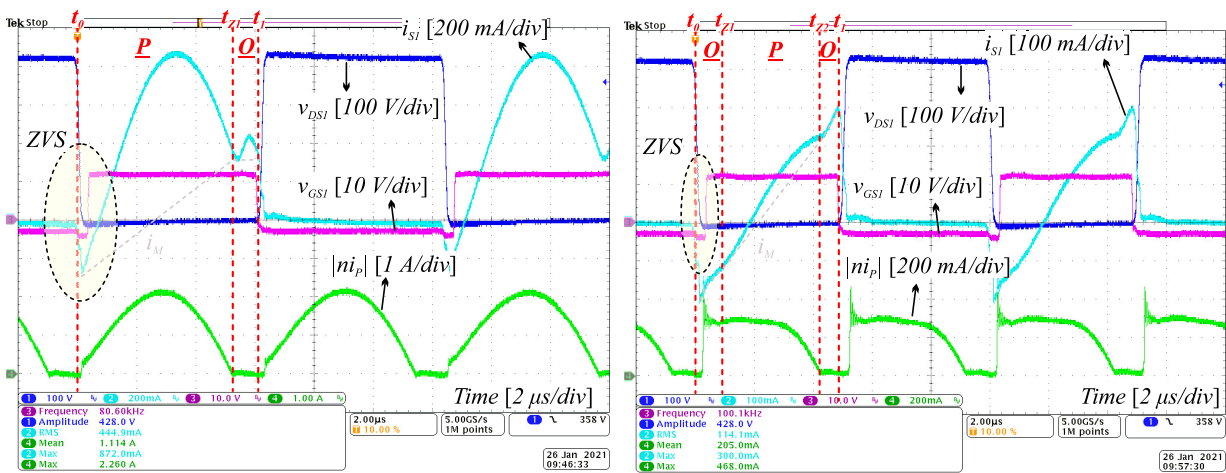 Tek Stop
t0 tZ1 t1
P O
iS1 [200 mA/div]
vDS1 [100 V/div]
ZVS
vGS1 [10 V/div]
iM
|niP| [1 A/div]
Time [2 μs/div]
1 100 V 2 200mA 3 10.0 V 4 1.00 A
3 Frequency 80.60kHz
1 Amplitude 428.0 V
2 RMS 444.9mA
4 Mean 1.114 A
2 Max 872.0mA
4 Max 2.260 A
2.00μs
T 10.00 %
5.00GS/s
1M points
1 358 V
26 Jan 2021
09:46:33
Tek Stop
t0 tZ2 t1
O P O
iS1 [100 mA/div]
vDS1 [100 V/div]
ZVS
vGS1 [10 V/div]
iM
|niP| [200 mA/div]
Time [2 μs/div]
1 100 V 2 100mA 3 10.0 V 4 200mA
3 Frequency 100.1kHz
1 Amplitude 428.0 V
2 RMS 114.1mA
4 Mean 205.0mA
2 Max 300.0mA
4 Max 468.0mA
2.00μs
T 10.00 %
5.00GS/s
1M points
1 358 V
26 Jan 2021
09:57:30